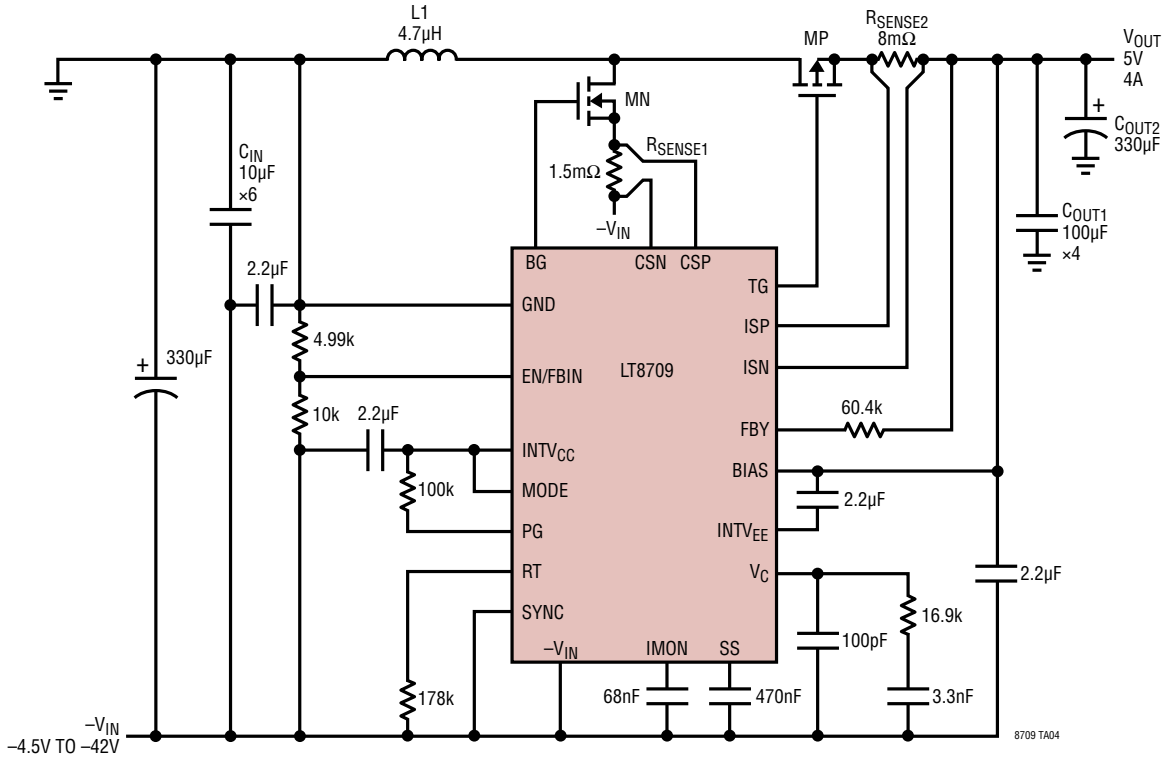 L1
4.7µH
MP
RSENSE2
8mΩ
VOUT
5V
4A
MN
RSENSE1
1.5mΩ
–VIN
CIN
10µF
×6
+
COUT2
330µF
COUT1
100µF
×4
2.2µF
+
330µF
BG
CSN
CSP
GND
TG
4.99k
ISP
EN/FBIN
LT8709
ISN
10k
2.2µF
60.4k
FBY
INTVCC
BIAS
100k
MODE
2.2µF
PG
INTVEE
RT
VC
2.2µF
SYNC
16.9k
–VIN
IMON
SS
100pF
178k
68nF
470nF
3.3nF
–VIN
–4.5V TO –42V
8709 TA04